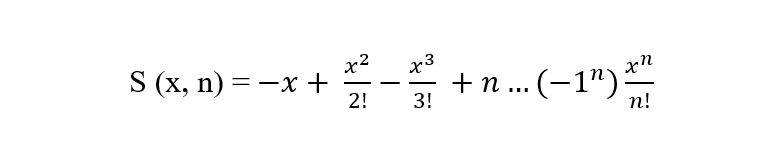 S (x, n) = −x + x²/2! − x³/3! + n … (−1ⁿ) xⁿ/n!